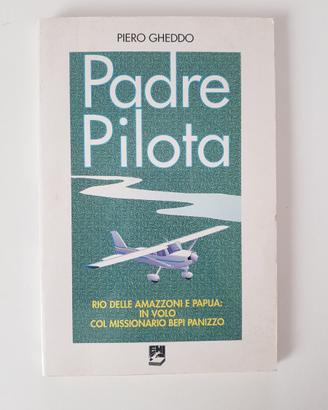 PIERO GHEDDO
Padre
Pilota
RIO DELLE AMAZZONI E PAPUA:
IN VOLO
COL MISSIONARIO BEPI PANIZZO
EMI